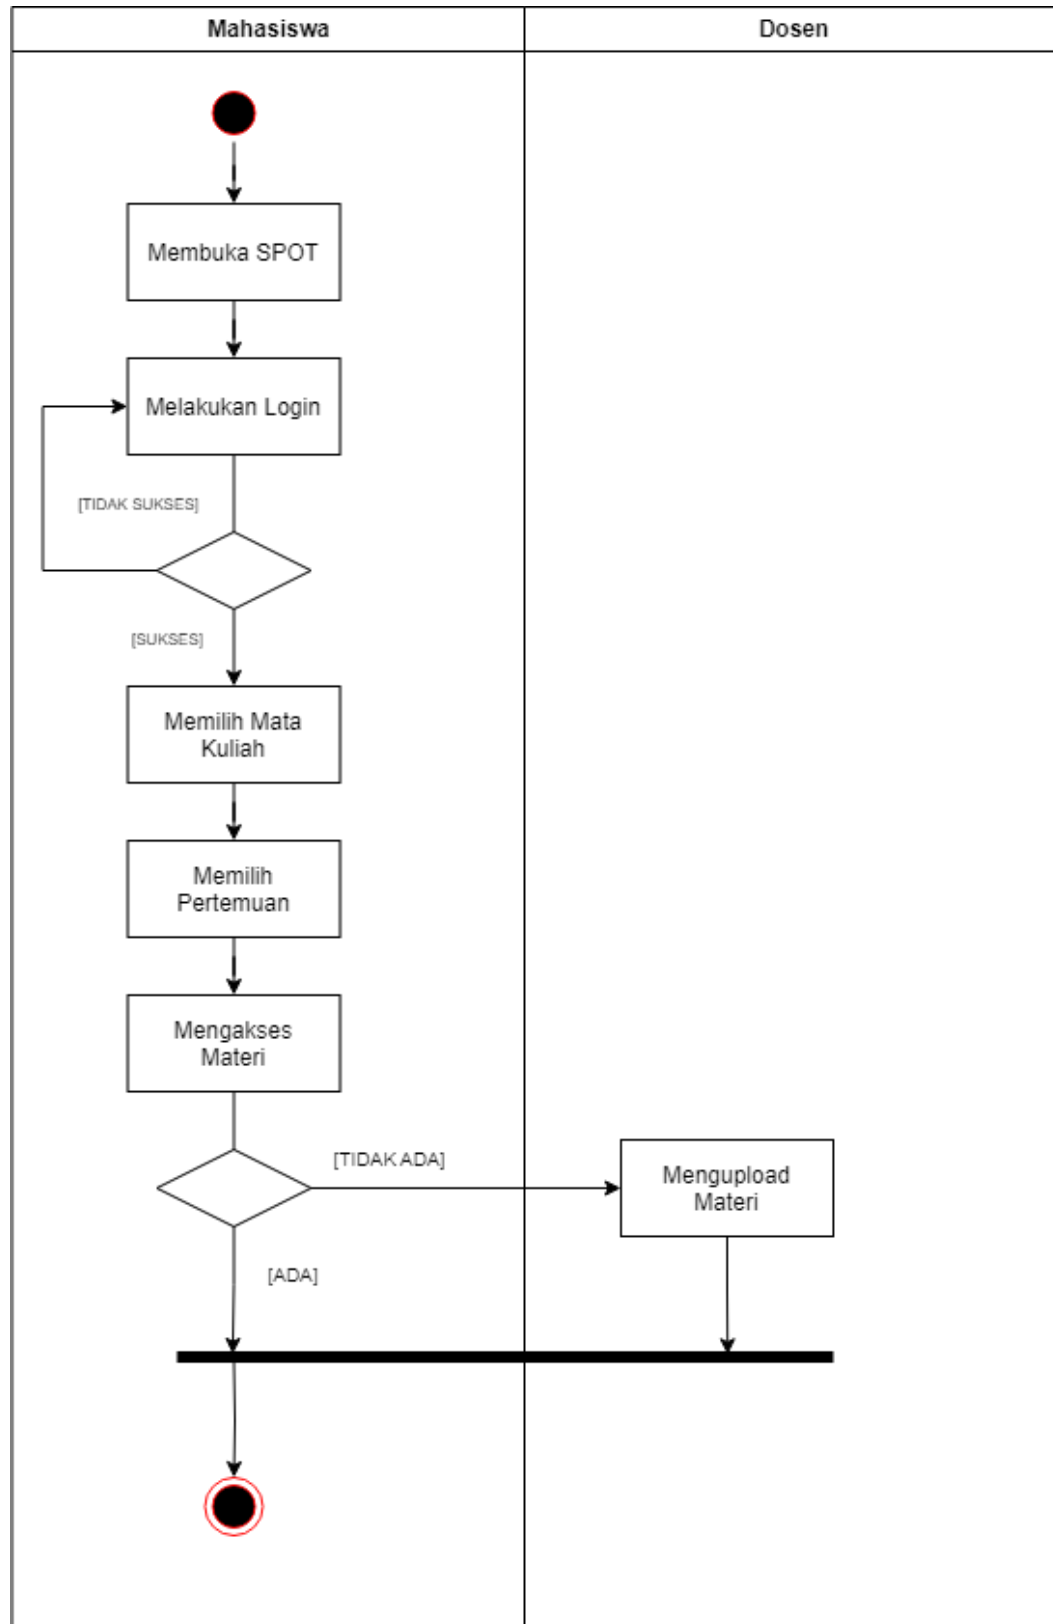 Mahasiswa
Dosen
Membuka SPOT
Melakukan Login
[TIDAK SUKSES]
[SUKSES]
Memilih Mata
Kuliah
Memilih
Pertemuan
Mengakses
Materi
[TIDAK ADA]
Mengupload
Materi
[ADA]